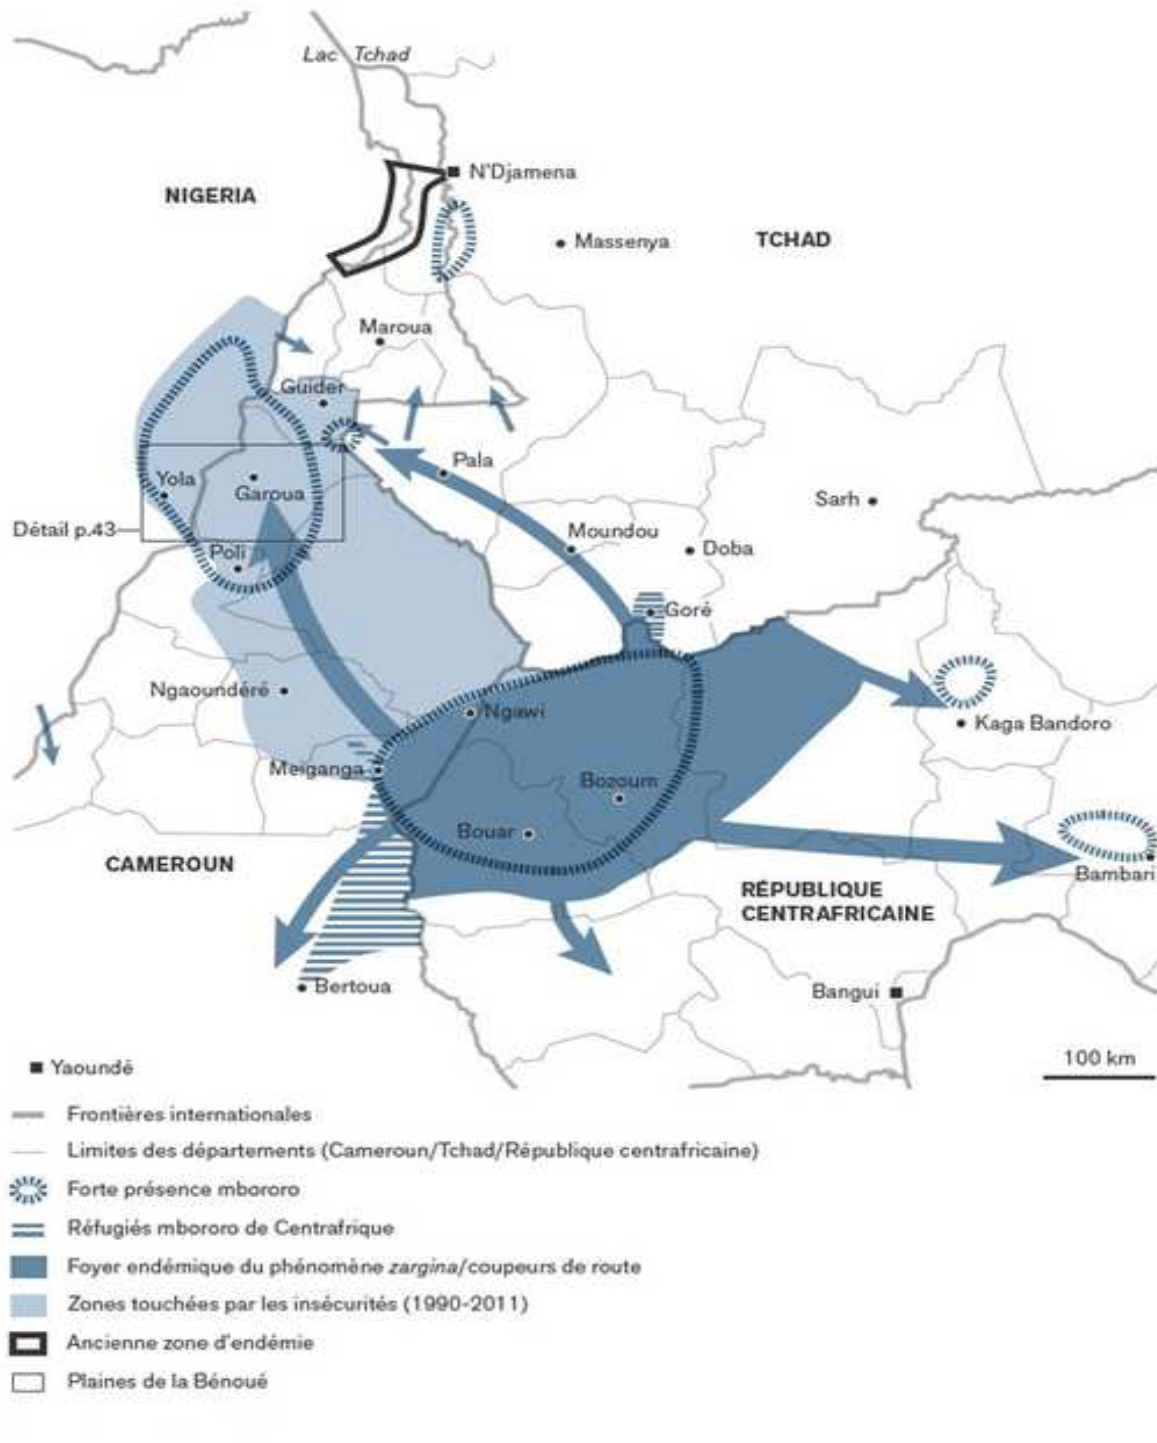 Lac Tchad
N'Djamena
NIGERIA
Massenya
TCHAD
Maroua
Guider
Pala
Yola
Garoua
Sarh
Détail p.43
Moundou
Doba
Poli
Goré
Ngaoundéré
Ngawi
Kaga Bandoro
Meiganga
Bozoum
Bouar
CAMEROUN
Bambari
RÉPUBLIQUE
CENTRAFRICAINE
Bertoua
Bangui
100 km
Yaoundé
Frontières internationales
Limites des départements (Cameroun/Tchad/République centrafricaine)
Forte présence mbororo
Réfugiés mbororo de Centrafrique
Foyer endémique du phénomène zargina/coupeurs de route
Zones touchées par les insécurités (1990-2011)
Ancienne zone d'endémie
Plaines de la Bénoué